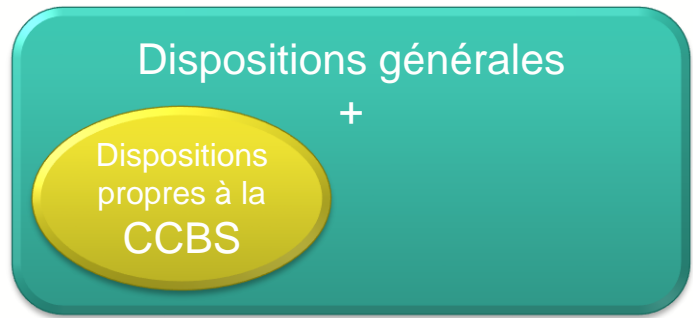 Dispositions générales
+
Dispositions
propres à la
CCBS